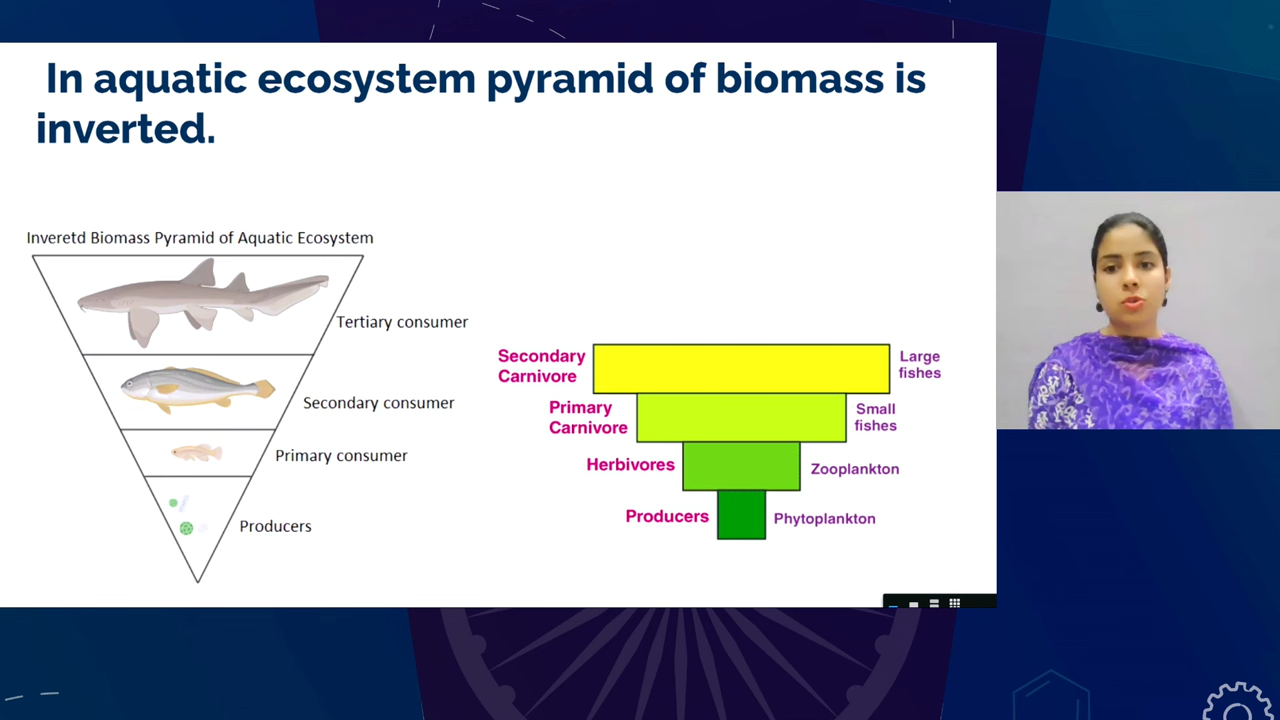 In aquatic ecosystem pyramid of biomass is
inverted.
Inveretd Biomass Pyramid of Aquatic Ecosystem
Tertiary consumer
Secondary consumer
Primary consumer
Producers
Secondary
Carnivore
Large
fishes
Primary
Carnivore
Small
fishes
Herbivores
Zooplankton
Producers
Phytoplankton